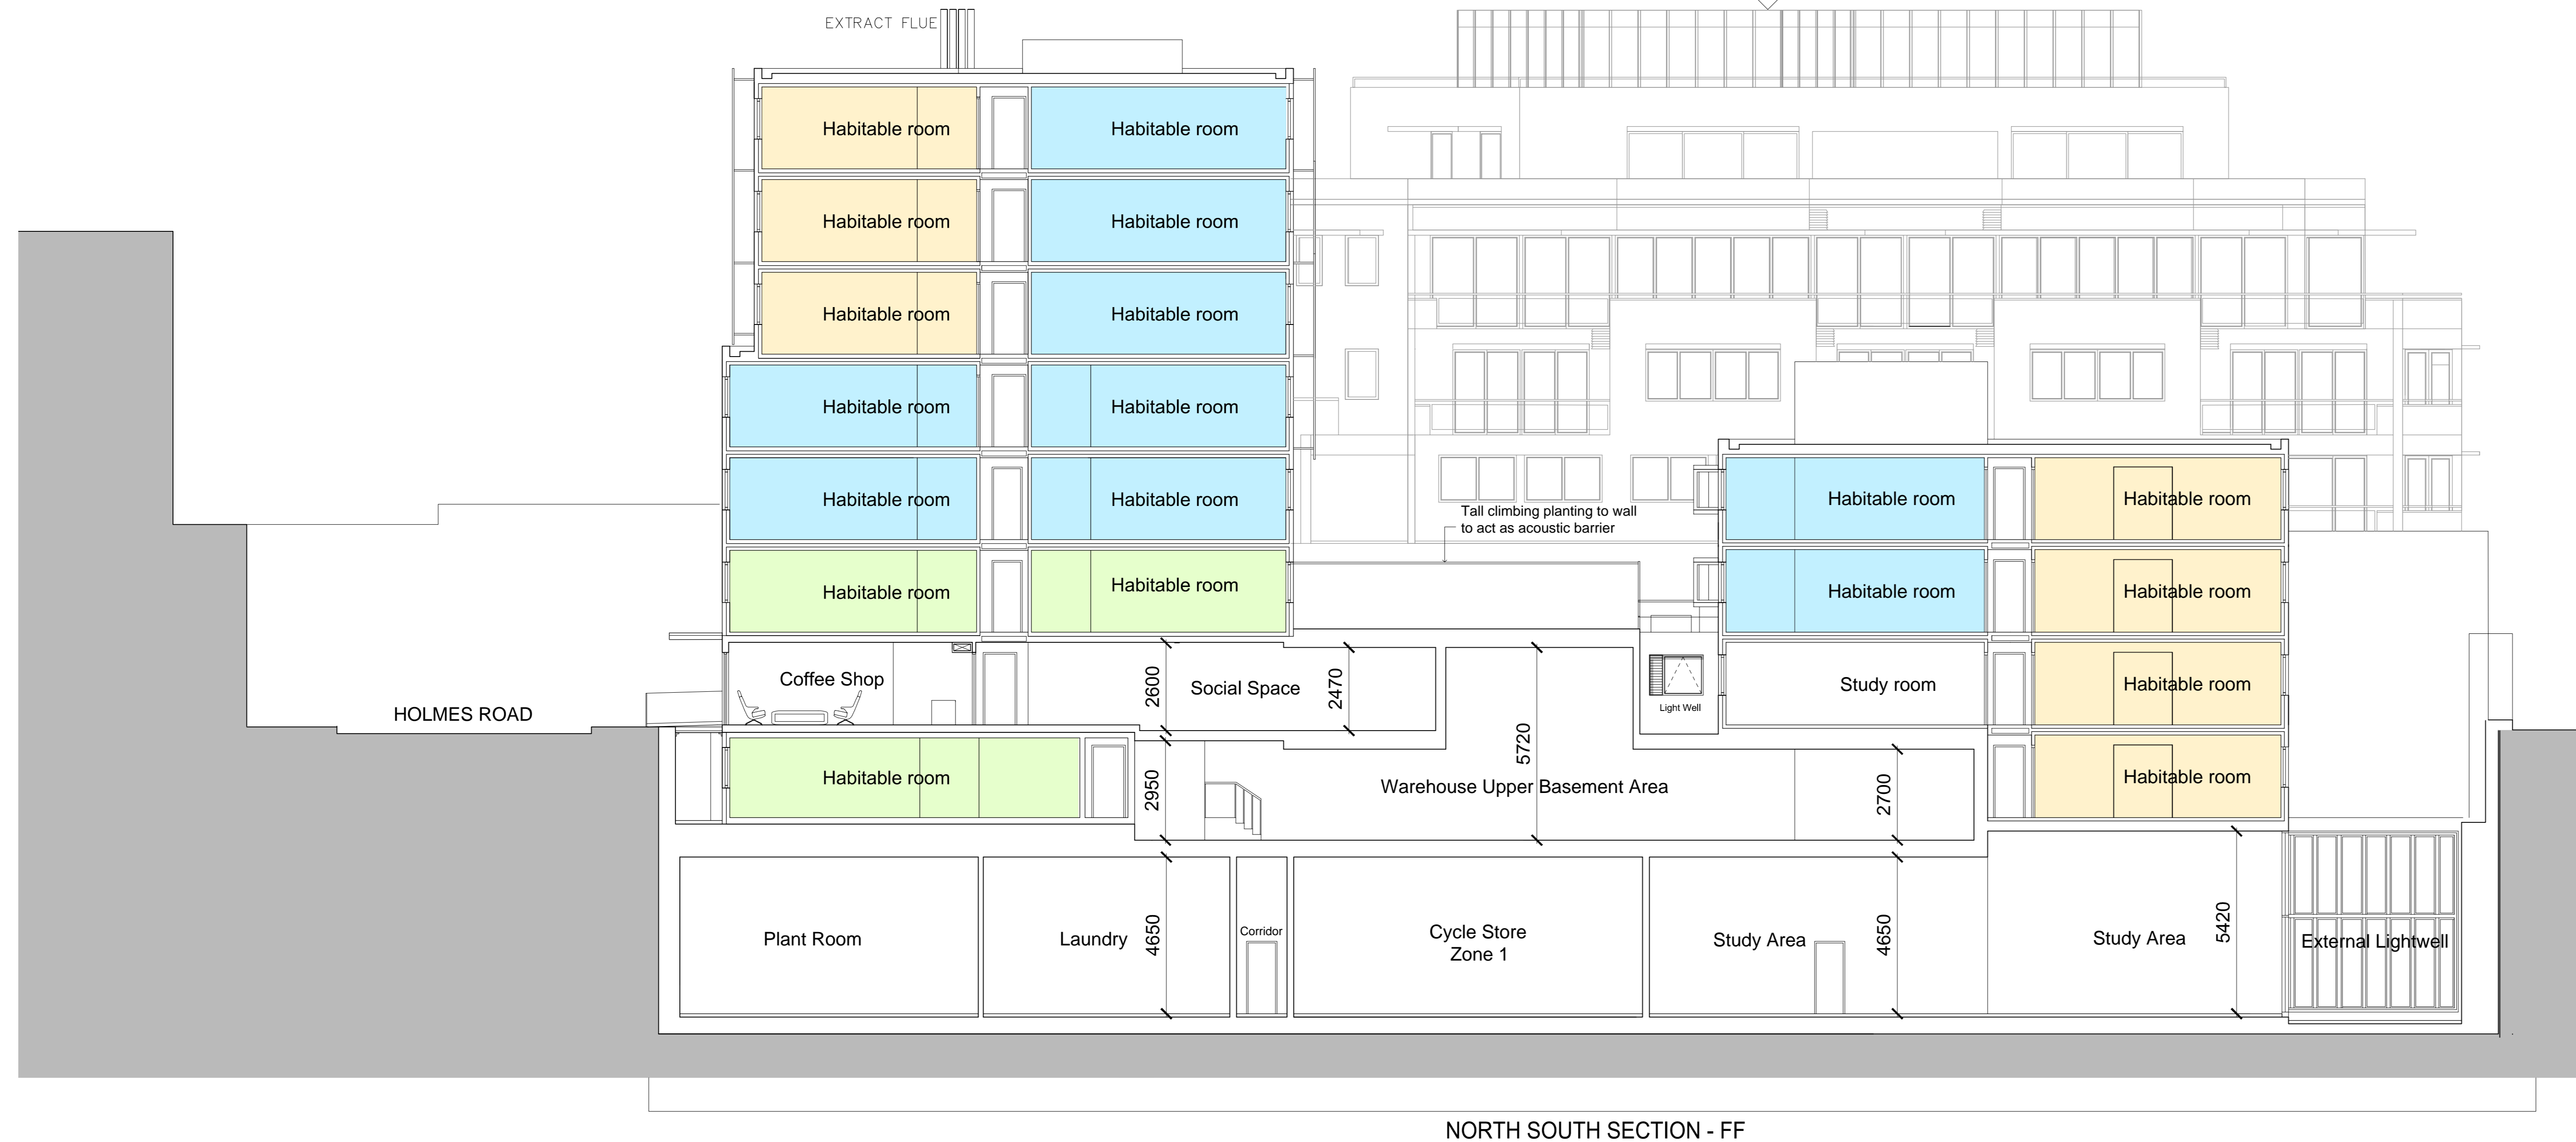 EXTRACT FLUE
Habitable room
Habitable room
Habitable room
Habitable room
Habitable room
Habitable room
Habitable room
Habitable room
Habitable room
Habitable room
Habitable room
Habitable room
Habitable room
Habitable room
Tall climbing planting to wall
to act as acoustic barrier
Habitable room
Habitable room
Habitable room
Habitable room
HOLMES ROAD
Coffee Shop
2600
Social Space
2470
Light Well
Study room
Habitable room
Habitable room
2950
5720
Warehouse Upper Basement Area
2700
Habitable room
Plant Room
Laundry
4650
Corridor
Cycle Store
Zone 1
Study Area
4650
Study Area
5420
External Lightwell
NORTH SOUTH SECTION - FF